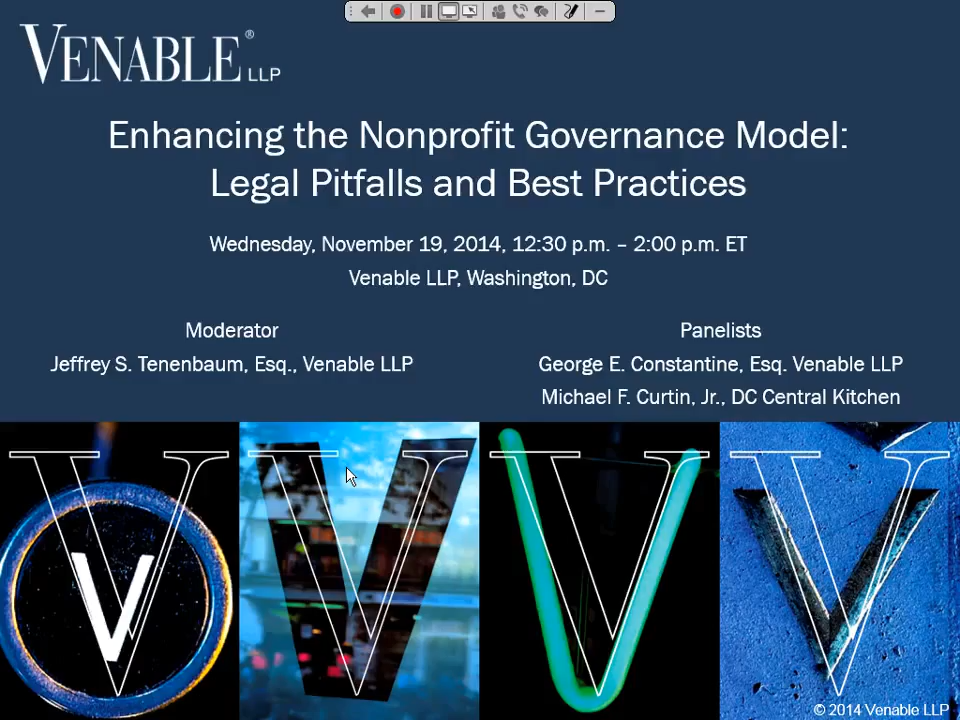 VENABLE® LLP
Enhancing the Nonprofit Governance Model:
Legal Pitfalls and Best Practices
Wednesday, November 19, 2014, 12:30 p.m. – 2:00 p.m. ET
Venable LLP, Washington, DC
Moderator
Jeffrey S. Tenenbaum, Esq., Venable LLP
Panelists
George E. Constantine, Esq. Venable LLP
Michael F. Curtin, Jr., DC Central Kitchen
V V V V
V V V V
© 2014 Venable LLP